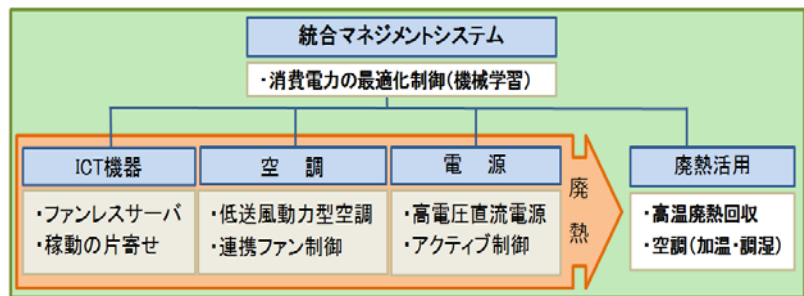 統合マネジメントシステム
・消費電力の最適化制御(機械学習)
ICT機器
・ファンレスサーバ
・稼動の片寄せ
空 調
・低送風動力型空調
・連携ファン制御
電 源
・高電圧直流電源
・アクティブ制御
廃熱
廃熱活用
・高温廃熱回収
・空調(加温・調湿)